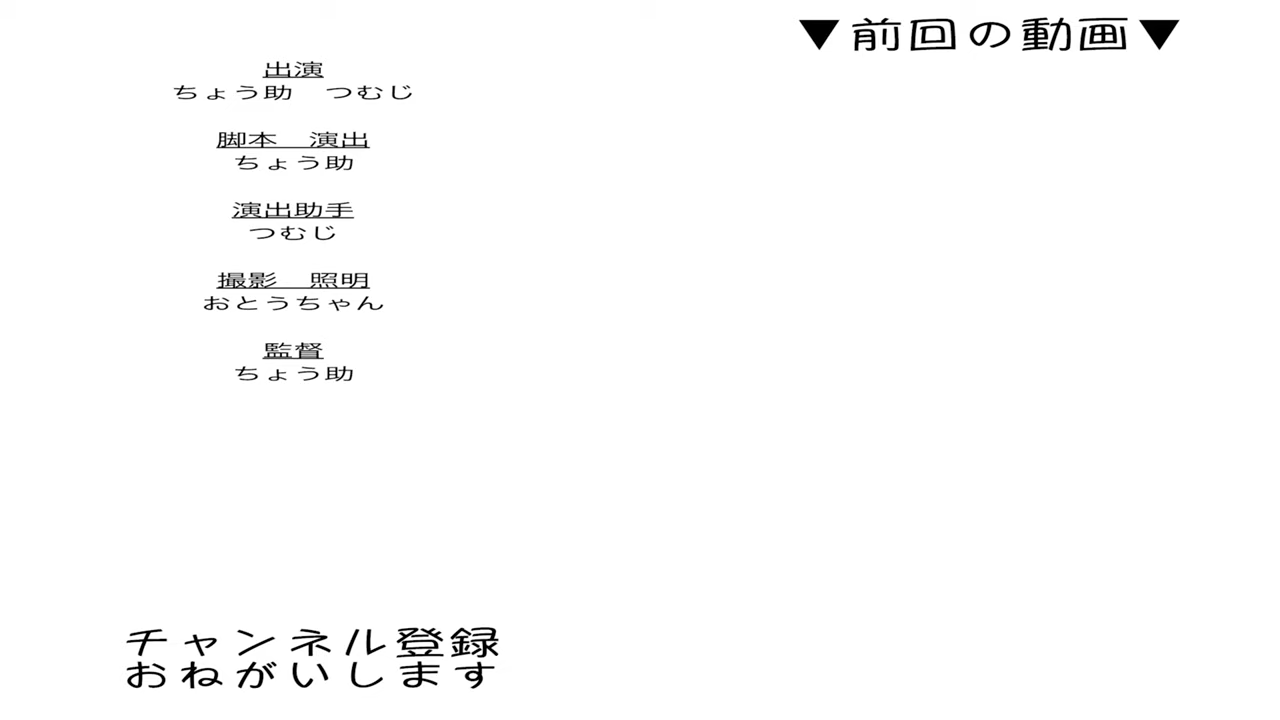 ▼前回の動画▼
出演
ちょう助　つむじ
脚本　演出
ちょう助
演出助手
つむじ
撮影　照明
おとうちゃん
監督
ちょう助
チャンネル登録
おねがいします